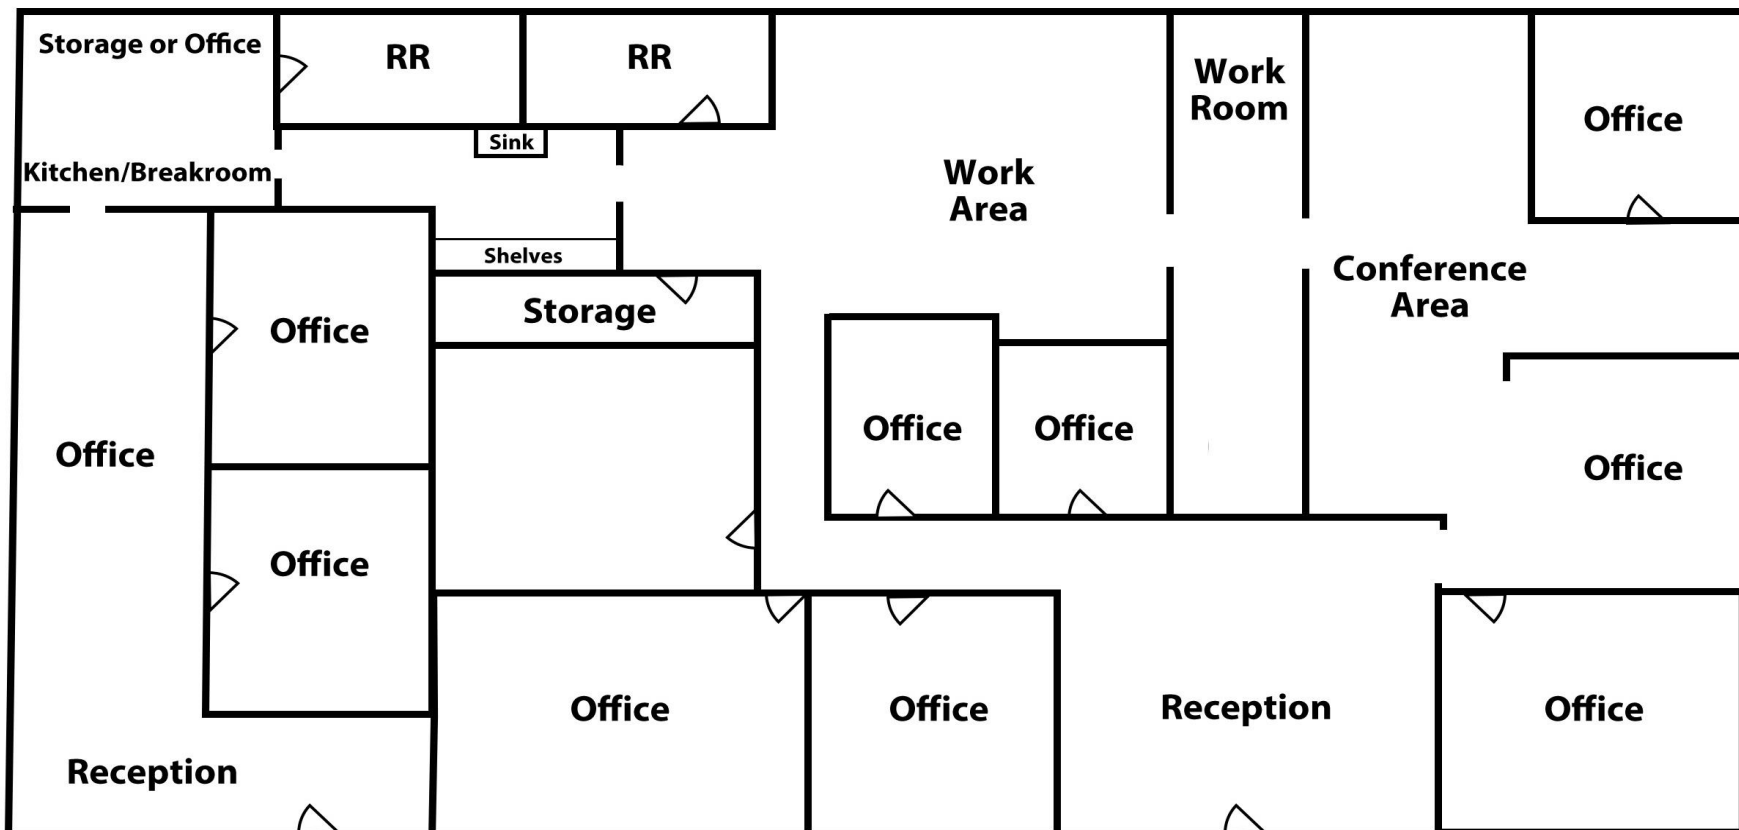 Storage or Office
RR
RR
Work
Room
Office
Sink
Kitchen/Breakroom
Work
Area
Shelves
Conference
Area
Storage
Office
Office
Office
Office
Office
Office
Office
Office
Office
Reception
Office
Reception